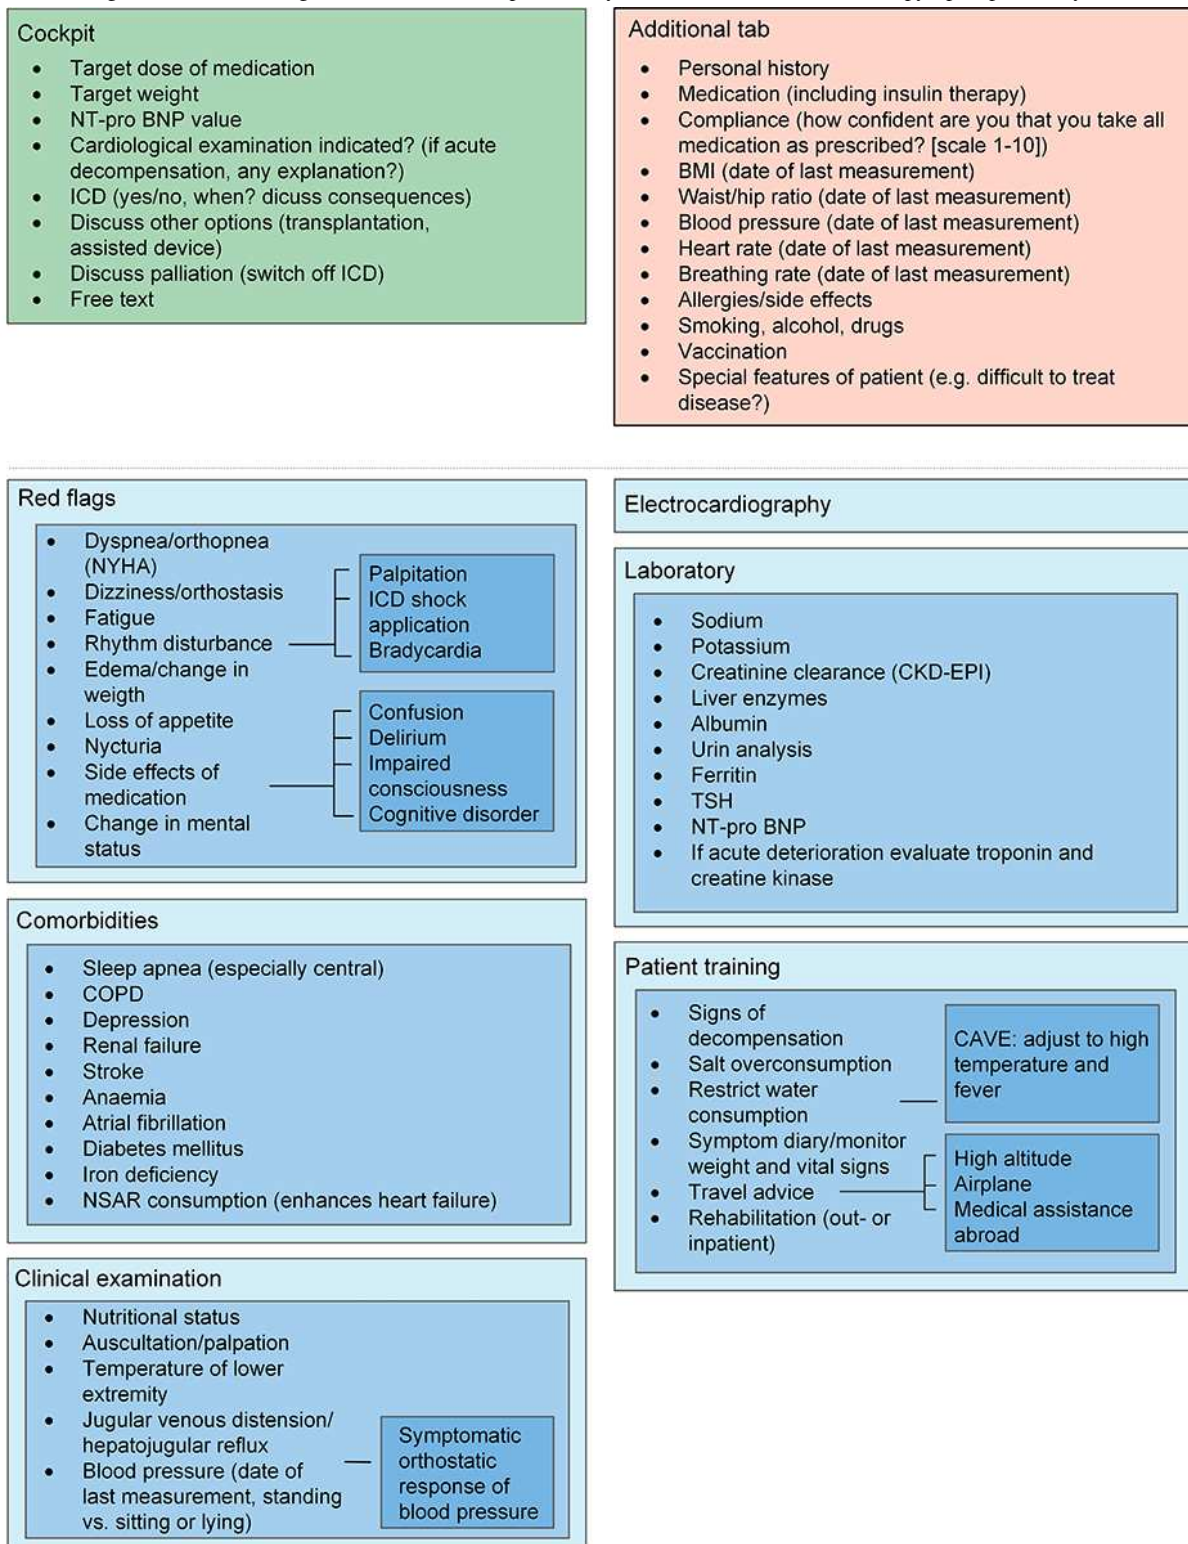 Cockpit
• Target dose of medication
• Target weight
• NT-pro BNP value
• Cardiological examination indicated? (if acute
decompensation, any explanation?)
• ICD (yes/no, when? dicuss consequences)
• Discuss other options (transplantation,
assisted device)
• Discuss palliation (switch off ICD)
• Free text
Additional tab
• Personal history
• Medication (including insulin therapy)
• Compliance (how confident are you that you take all
medication as prescribed? [scale 1-10])
• BMI (date of last measurement)
• Waist/hip ratio (date of last measurement)
• Blood pressure (date of last measurement)
• Heart rate (date of last measurement)
• Breathing rate (date of last measurement)
• Allergies/side effects
• Smoking, alcohol, drugs
• Vaccination
• Special features of patient (e.g. difficult to treat
disease?)
Red flags
• Dyspnea/orthopnea
(NYHA)
• Dizziness/orthostasis
• Fatigue
• Rhythm disturbance
• Edema/change in
weigth
• Loss of appetite
• Nycturia
• Side effects of
medication
• Change in mental
status
Palpitation
ICD shock
application
Bradycardia
Confusion
Delirium
Impaired
consciousness
Cognitive disorder
Comorbidities
• Sleep apnea (especially central)
• COPD
• Depression
• Renal failure
• Stroke
• Anaemia
• Atrial fibrillation
• Diabetes mellitus
• Iron deficiency
• NSAR consumption (enhances heart failure)
Clinical examination
• Nutritional status
• Auscultation/palpation
• Temperature of lower
extremity
• Jugular venous distension/
hepatojugular reflux
• Blood pressure (date of
last measurement, standing
vs. sitting or lying)
Symptomatic
orthostatic
response of
blood pressure
Electrocardiography
Laboratory
• Sodium
• Potassium
• Creatinine clearance (CKD-EPI)
• Liver enzymes
• Albumin
• Urin analysis
• Ferritin
• TSH
• NT-pro BNP
• If acute deterioration evaluate troponin and
creatine kinase
Patient training
• Signs of
decompensation
• Salt overconsumption
• Restrict water
consumption
• Symptom diary/monitor
weight and vital signs
• Travel advice
• Rehabilitation (out- or
inpatient)
CAVE: adjust to high
temperature and
fever
High altitude
Airplane
Medical assistance
abroad